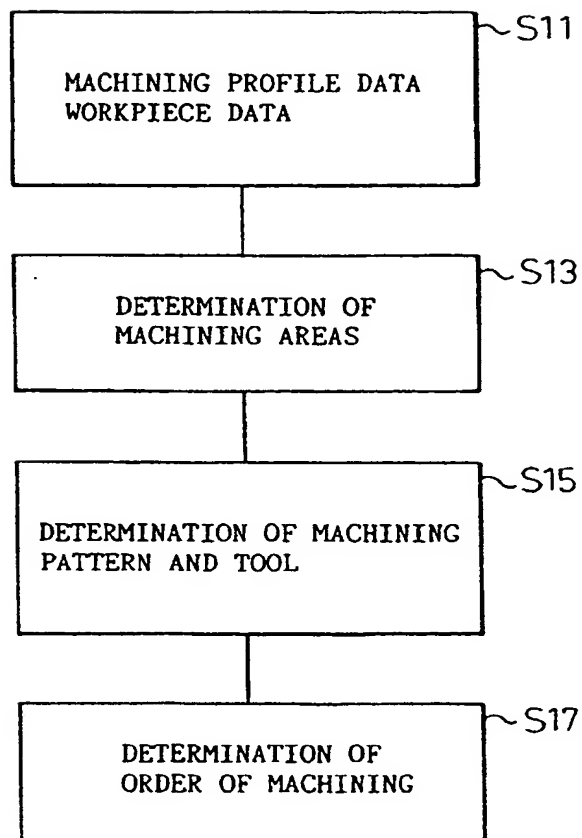 S11
MACHINING PROFILE DATA
WORKPIECE DATA
S13
DETERMINATION OF
MACHINING AREAS
S15
DETERMINATION OF MACHINING
PATTERN AND TOOL
S17
DETERMINATION OF
ORDER OF MACHINING